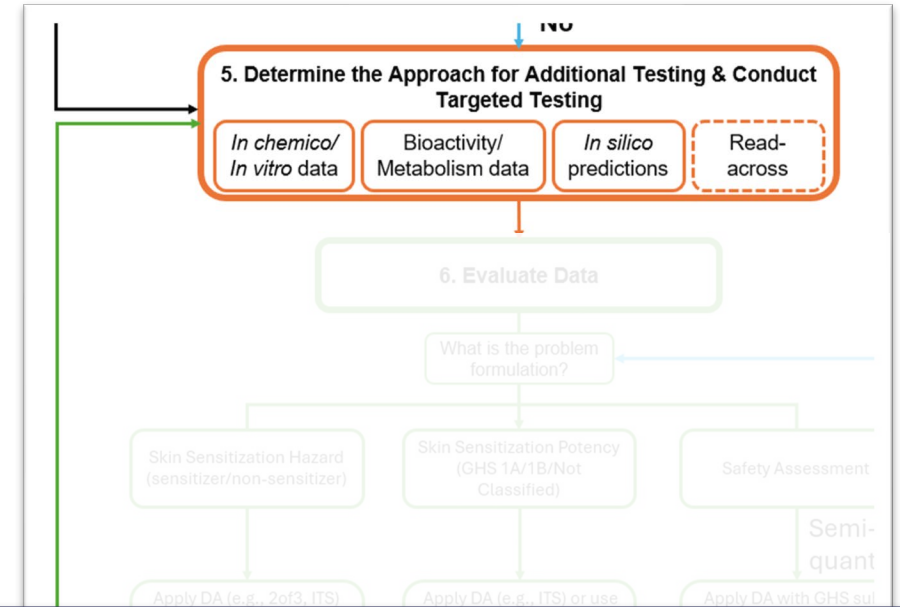 No
5. Determine the Approach for Additional Testing & Conduct
Targeted Testing
In chemico/
In vitro data
Bioactivity/
Metabolism data
In silico
predictions
Read-
across
6. Evaluate Data
What is the problem
formulation?
Skin Sensitization Hazard
(sensitizer/non-sensitizer)
Skin Sensitization Potency
(GHS 1A/1B/Not
Classified)
Safety Assessment
Semi-
quant
Apply DA (e.g., 2of3, ITS)
Apply DA (e.g., ITS) or use
Apply DA with GHS sul